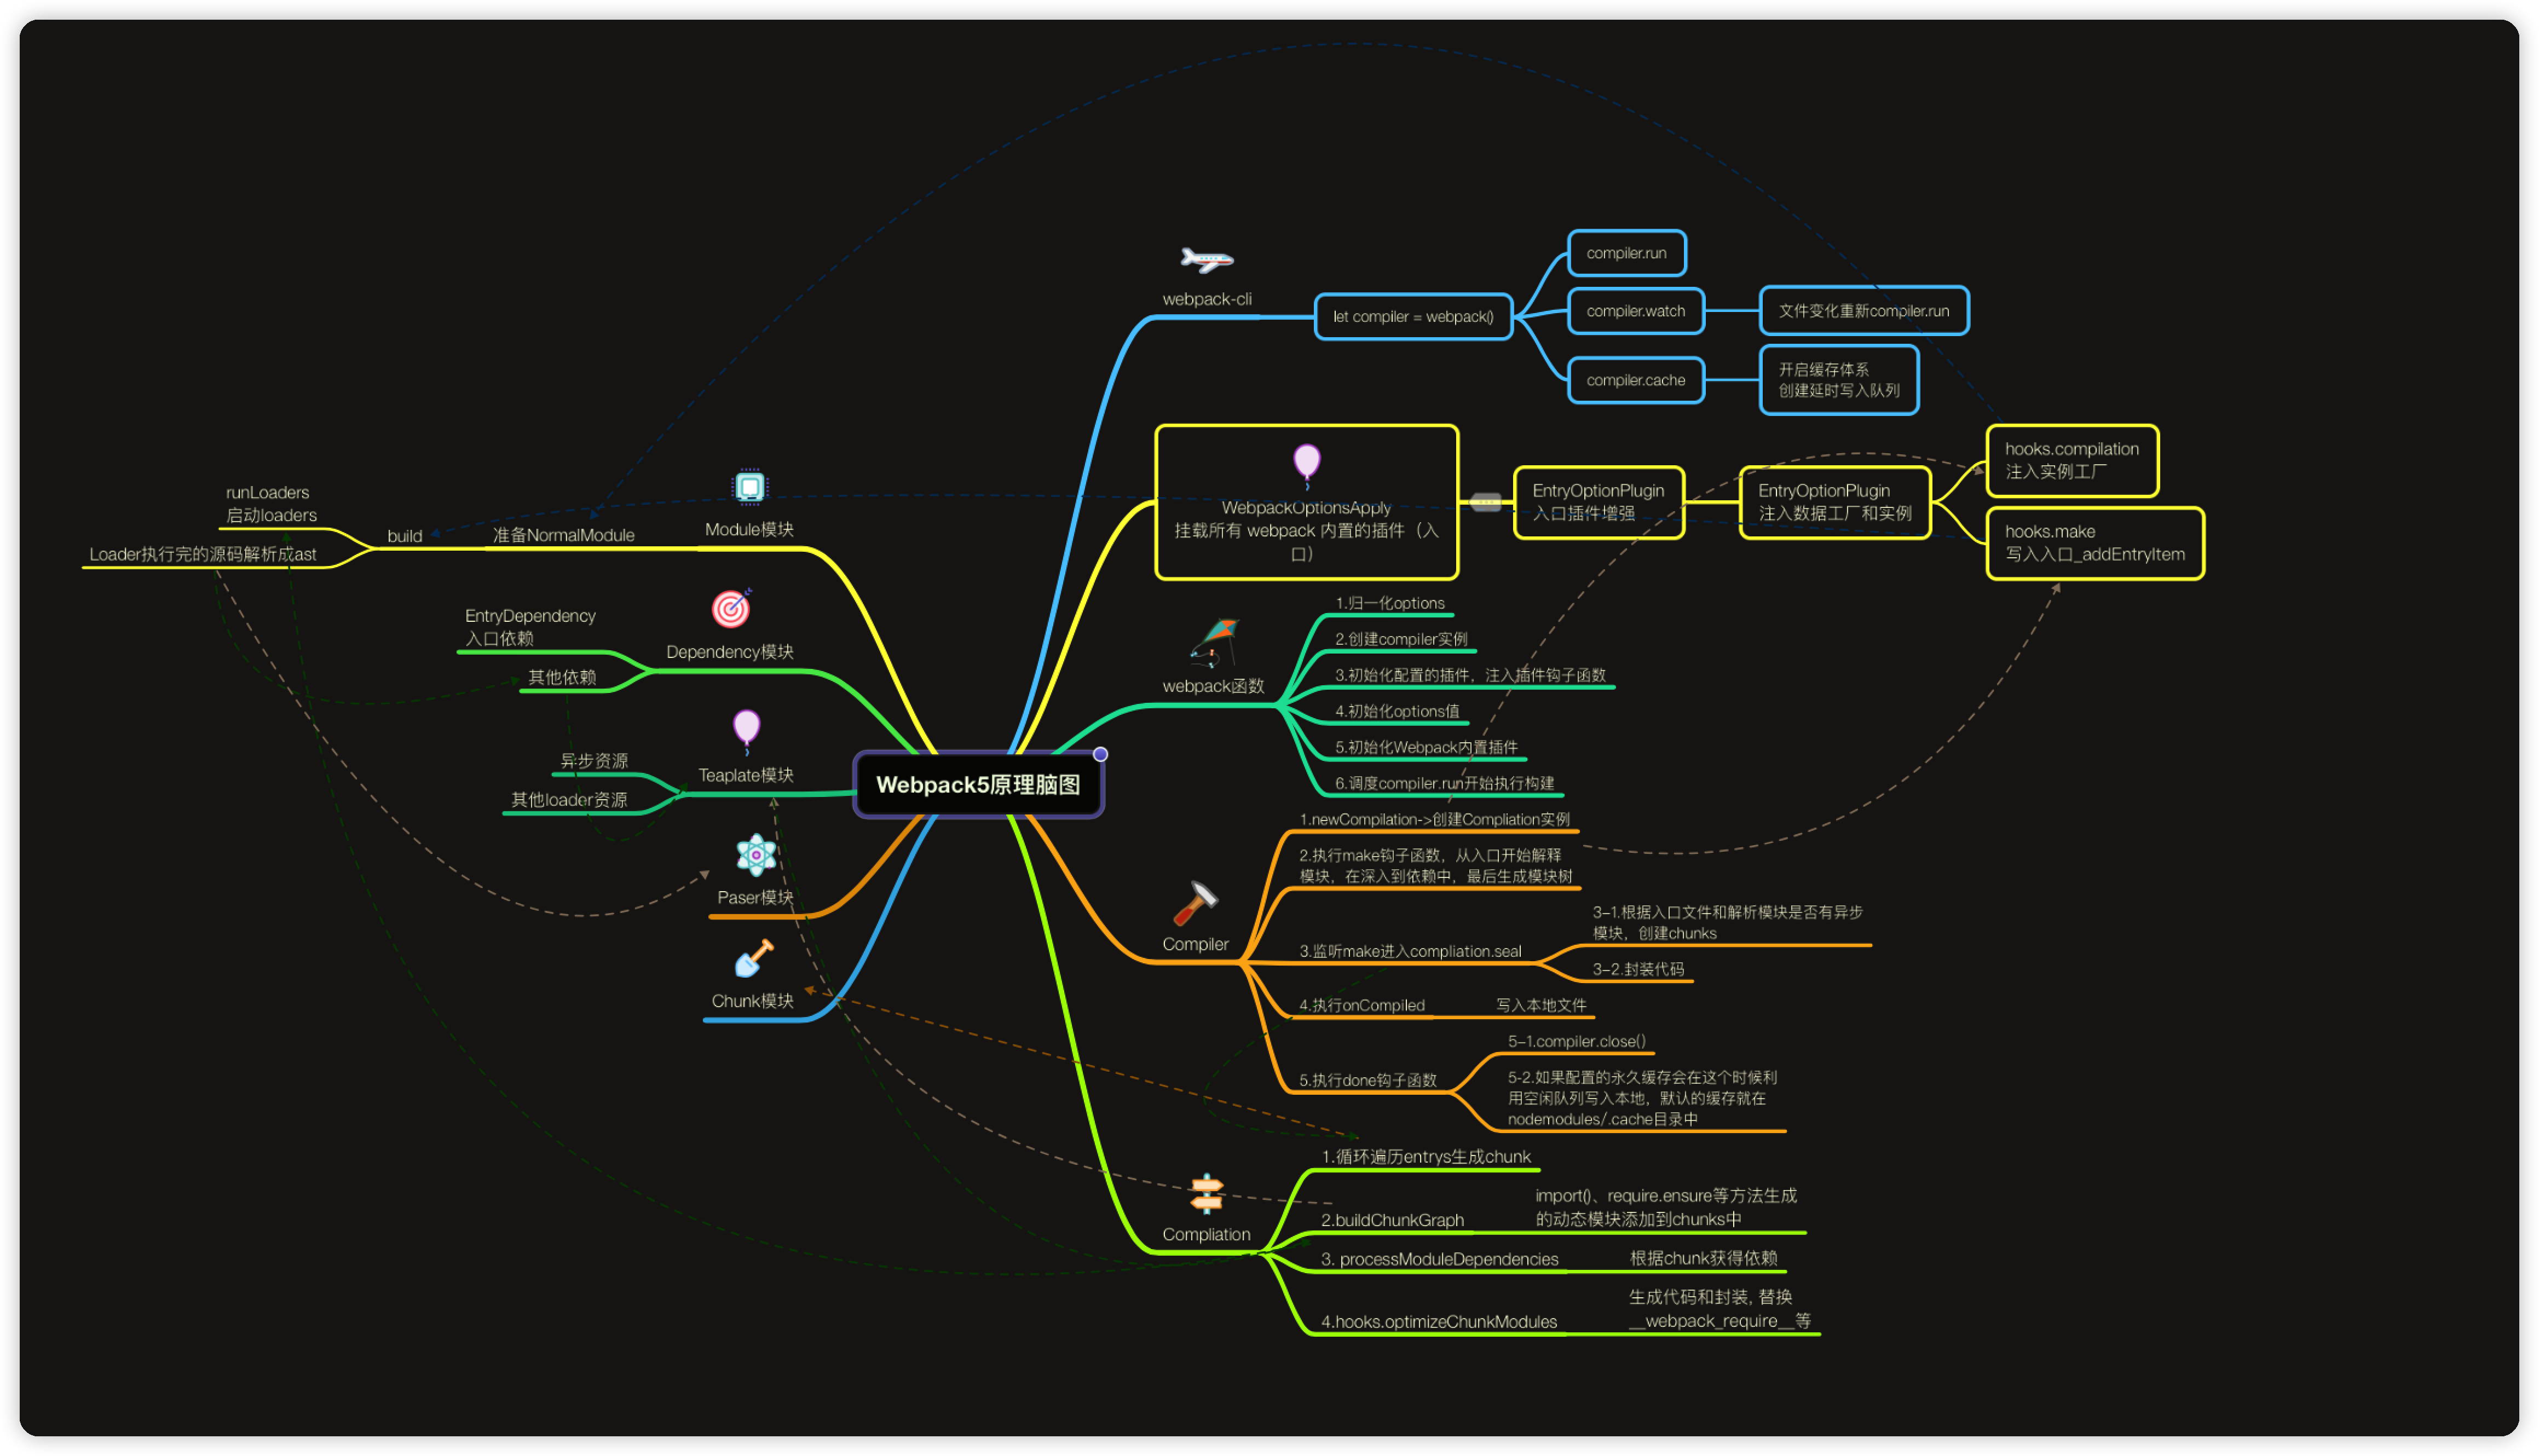 Webpack5原理脑图
webpack-cli
let compiler = webpack()
compiler.run
compiler.watch
文件变化重新compiler.run
compiler.cache
开启缓存体系
创建延时写入队列
WebpackOptionsApply
挂载所有 webpack 内置的插件（入
口）
EntryOptionPlugin
入口插件增强
EntryOptionPlugin
注入数据工厂和实例
hooks.compilation
注入实例工厂
hooks.make
写入入口_addEntryItem
webpack函数
1.归一化options
2.创建compiler实例
3.初始化配置的插件，注入插件钩子函数
4.初始化options值
5.初始化Webpack内置插件
6.调度compiler.run开始执行构建
Compiler
1.newCompilation->创建Compliation实例
2.执行make钩子函数，从入口开始解释
模块，在深入到依赖中，最后生成模块树
3.监听make进入compliation.seal
3-1.根据入口文件和解析模块是否有异步
模块，创建chunks
3-2.封装代码
4.执行onCompiled
写入本地文件
5.执行done钩子函数
5-1.compiler.close()
5-2.如果配置的永久缓存会在这个时候利
用空闲队列写入本地，默认的缓存就在
nodemodules/.cache目录中
Compliation
1.循环遍历entrys生成chunk
2.buildChunkGraph
import()、require.ensure等方法生成
的动态模块添加到chunks中
3. processModuleDependencies
根据chunk获得依赖
4.hooks.optimizeChunkModules
生成代码和封装, 替换
__webpack_require__等
Module模块
准备NormalModule
build
runLoaders
启动loaders
Loader执行完的源码解析成ast
Dependency模块
EntryDependency
入口依赖
其他依赖
Teaplate模块
异步资源
其他loader资源
Paser模块
Chunk模块